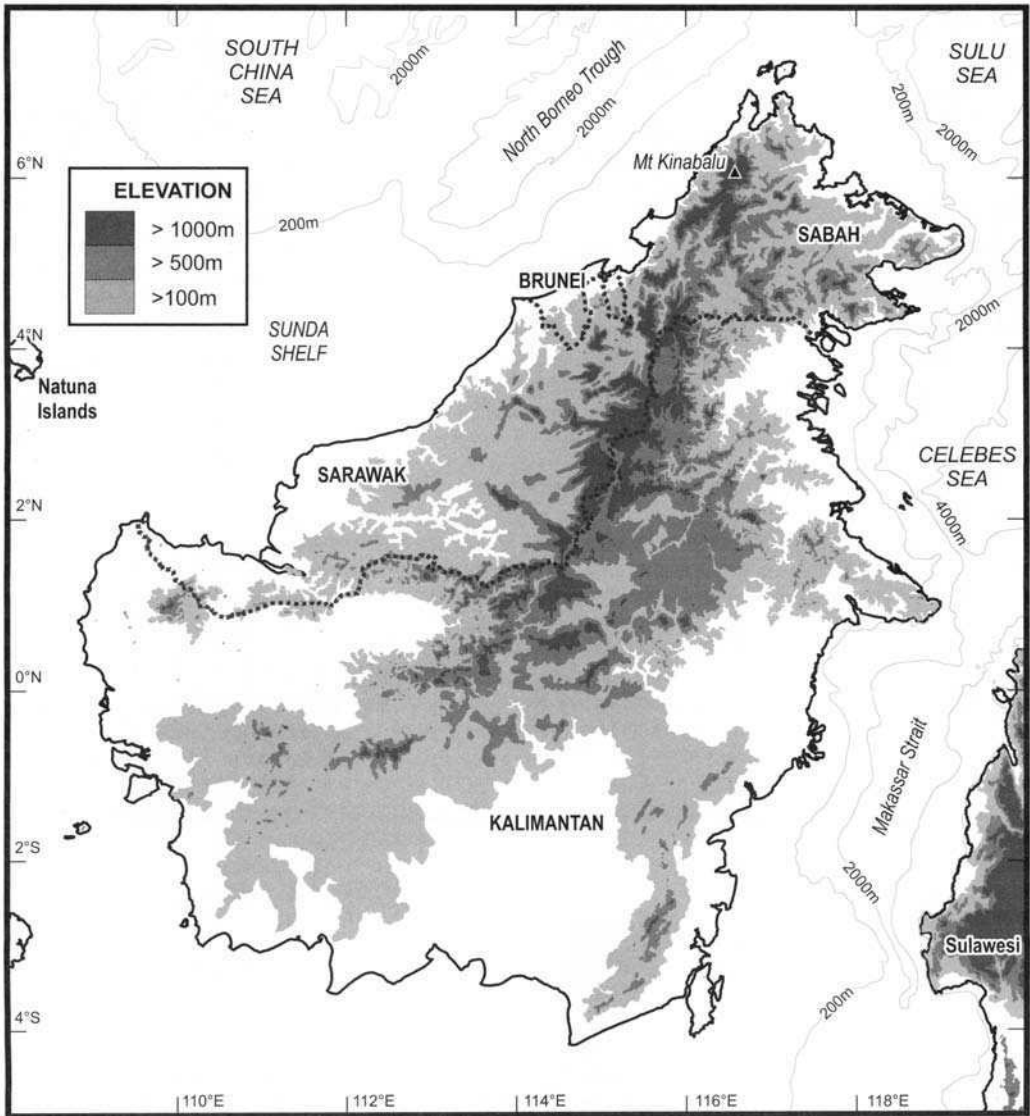 SOUTH
CHINA
SEA
2000m
North Borneo Trough
2000m
SULU
SEA
200m
2000m
6°N
Mt Kinabalu
ELEVATION
> 1000m
> 500m
>100m
200m
SABAH
BRUNEI
2000m
SUNDA
SHELF
4°N
Natuna
Islands
SARAWAK
CELEBES
SEA
4000m
2°N
0°N
Makassar Strait
KALIMANTAN
2°S
2000m
Sulawesi
200m
4°S
110°E
112°E
114°E
116°E
118°E